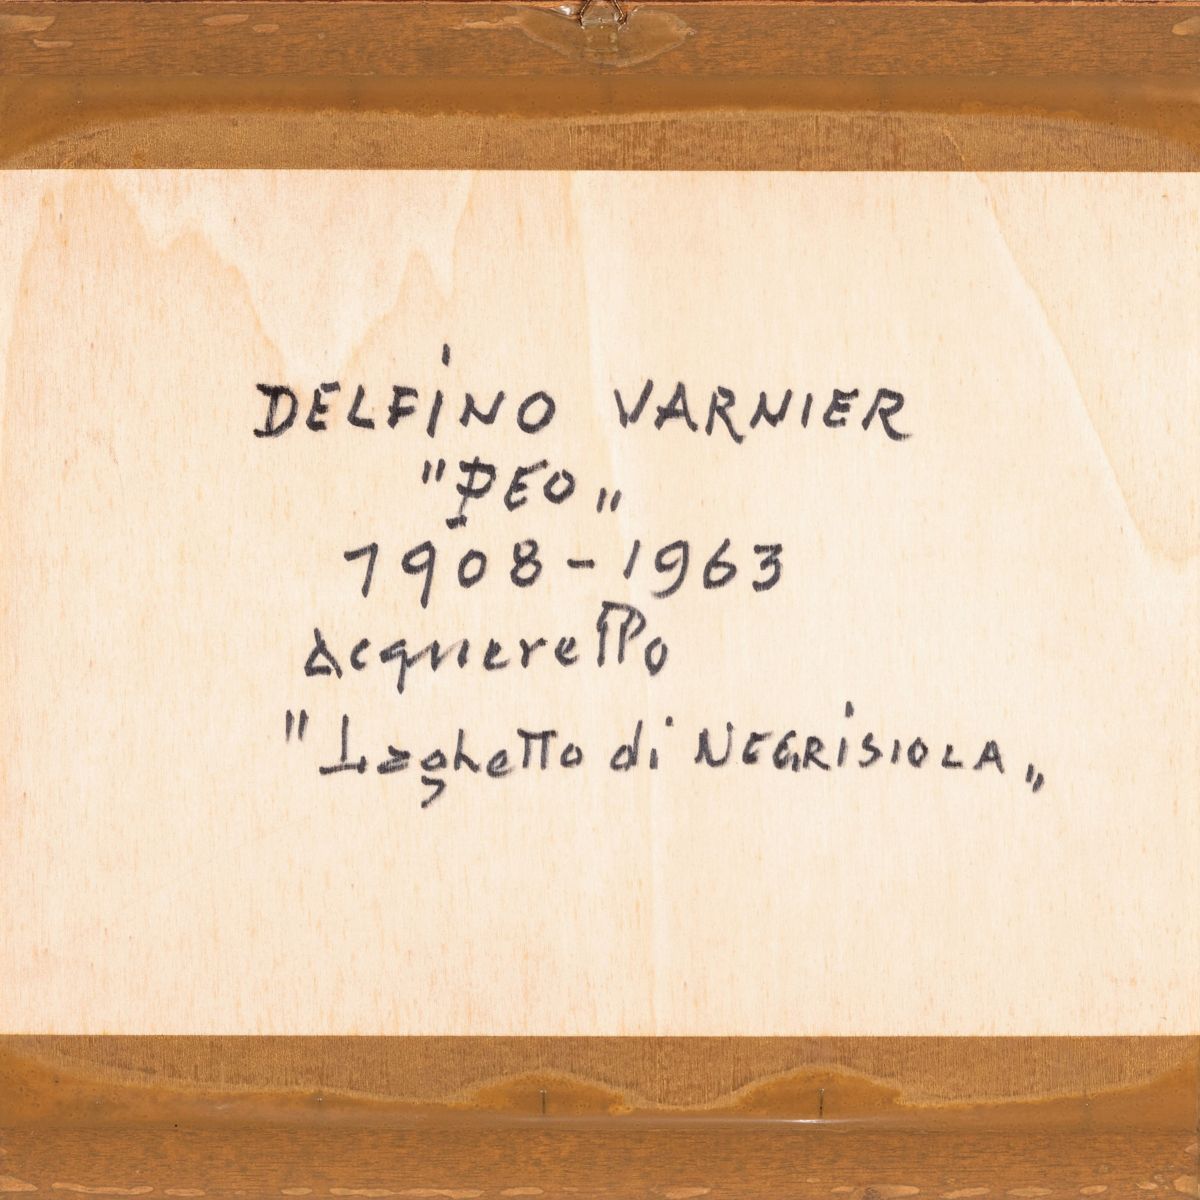 DELFiNO VARNIER
"PEO„
1908-1963
acquerello
"Laghetto di NEGRISIOLA„